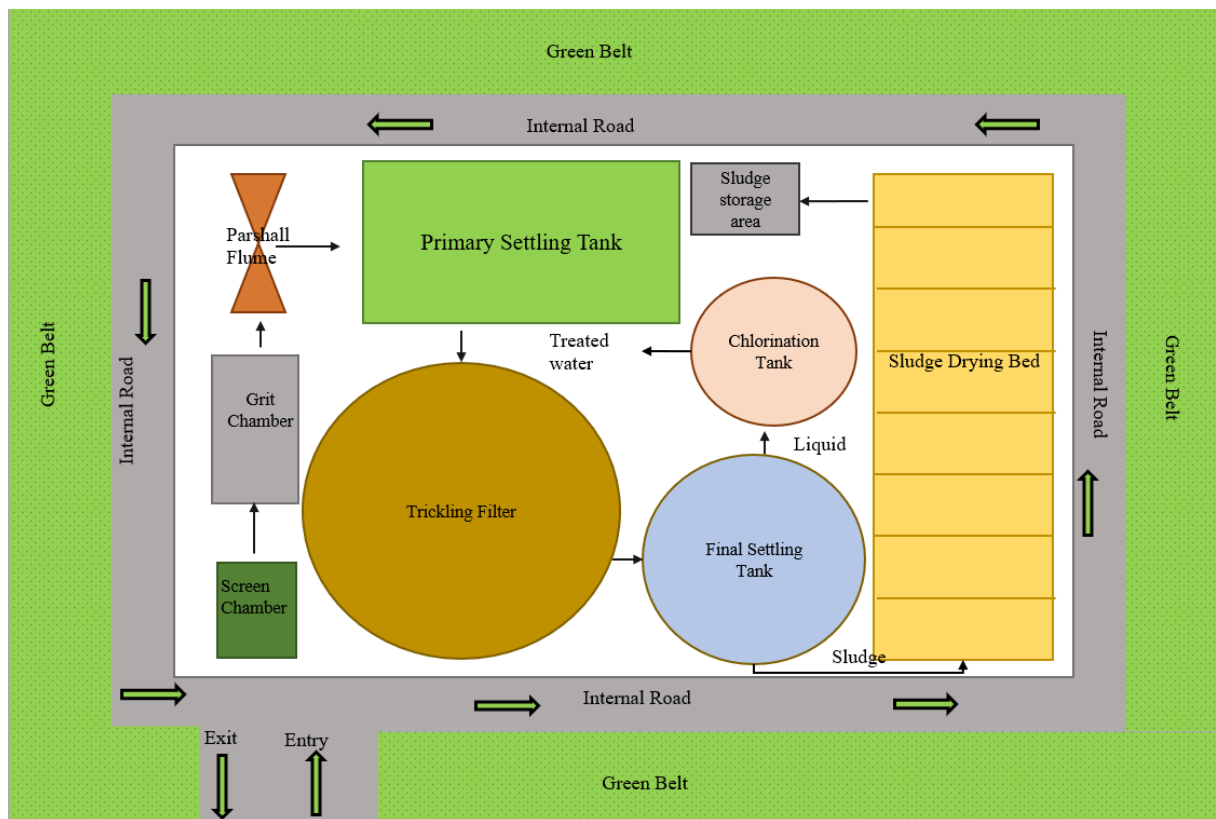 Green Belt
Internal Road
Parshall
Flume
Primary Settling Tank
Sludge
storage
area
Green Belt
Internal Road
Grit
Chamber
Treated
water
Chlorination
Tank
Sludge Drying Bed
Internal Road
Green Belt
Liquid
Trickling Filter
Final Settling
Tank
Screen
Chamber
Sludge
Internal Road
Exit
Entry
Green Belt